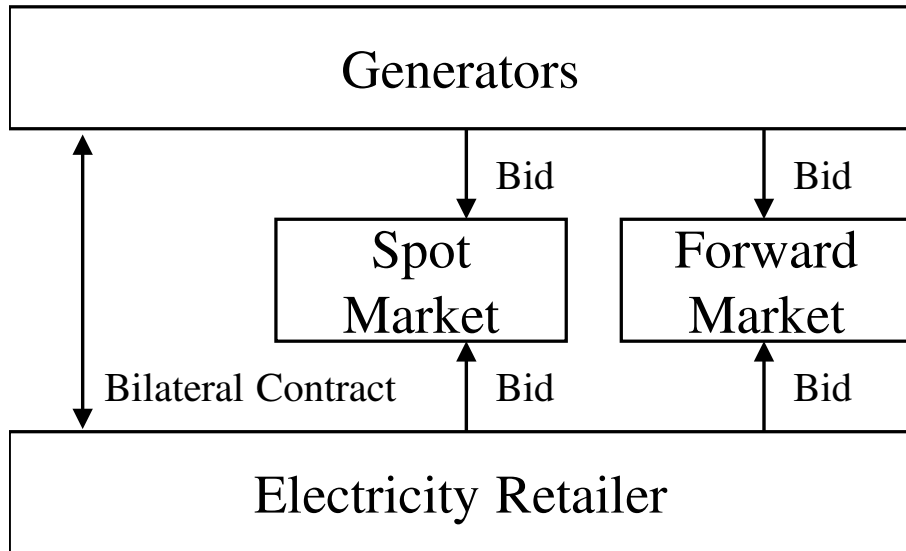 Generators
Bid
Bid
Spot
Market
Forward
Market
Bilateral Contract
Bid
Bid
Electricity Retailer